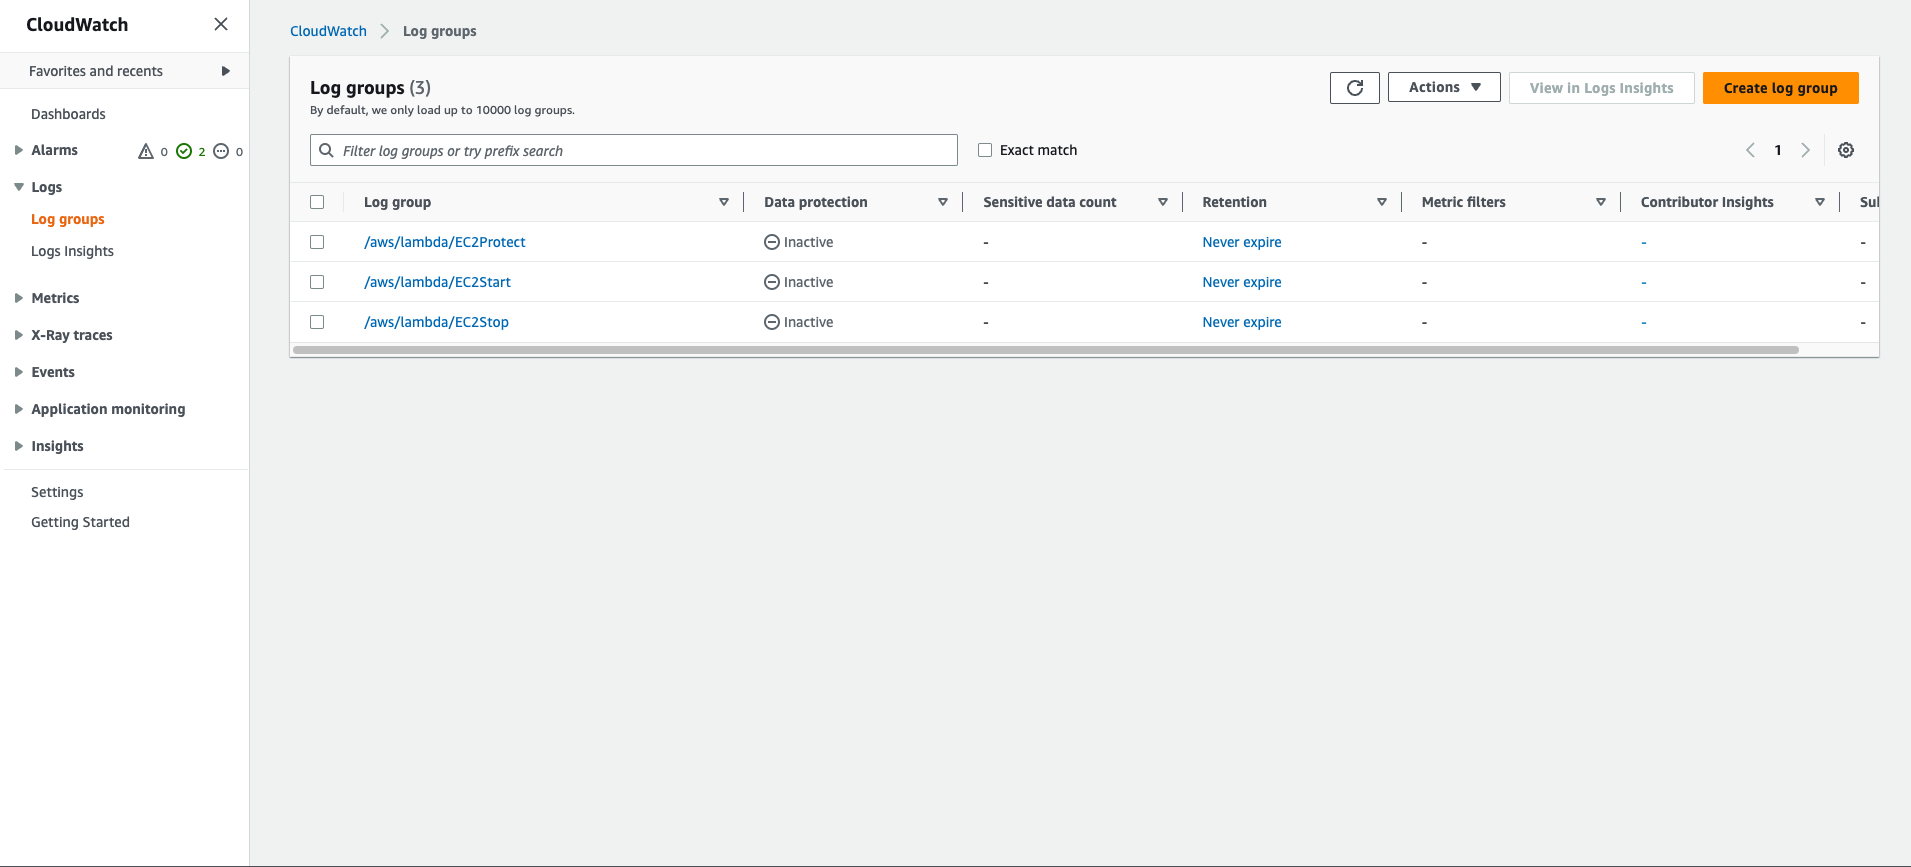 CloudWatch
Favorites and recents
Dashboards
Alarms 0 2 0
Logs
Log groups
Logs Insights
Metrics
X-Ray traces
Events
Application monitoring
Insights
Settings
Getting Started
CloudWatch > Log groups
Log groups (3)
By default, we only load up to 10000 log groups.
Actions View in Logs Insights Create log group
Filter log groups or try prefix search Exact match 1
Log group Data protection Sensitive data count Retention Metric filters Contributor Insights
/aws/lambda/EC2Protect Inactive - Never expire - - -
/aws/lambda/EC2Start Inactive - Never expire - - -
/aws/lambda/EC2Stop Inactive - Never expire - - -